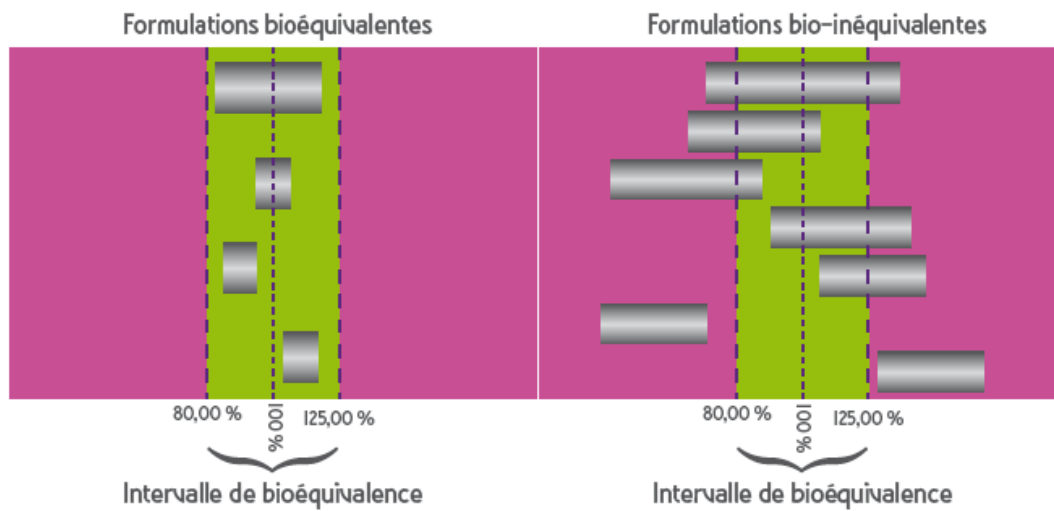 Formulations bioéquivalentes
Formulations bio-inéquivalentes
80,00 %
100 %
125,00 %
80,00 %
100 %
125,00 %
Intervalle de bioéquivalence
Intervalle de bioéquivalence